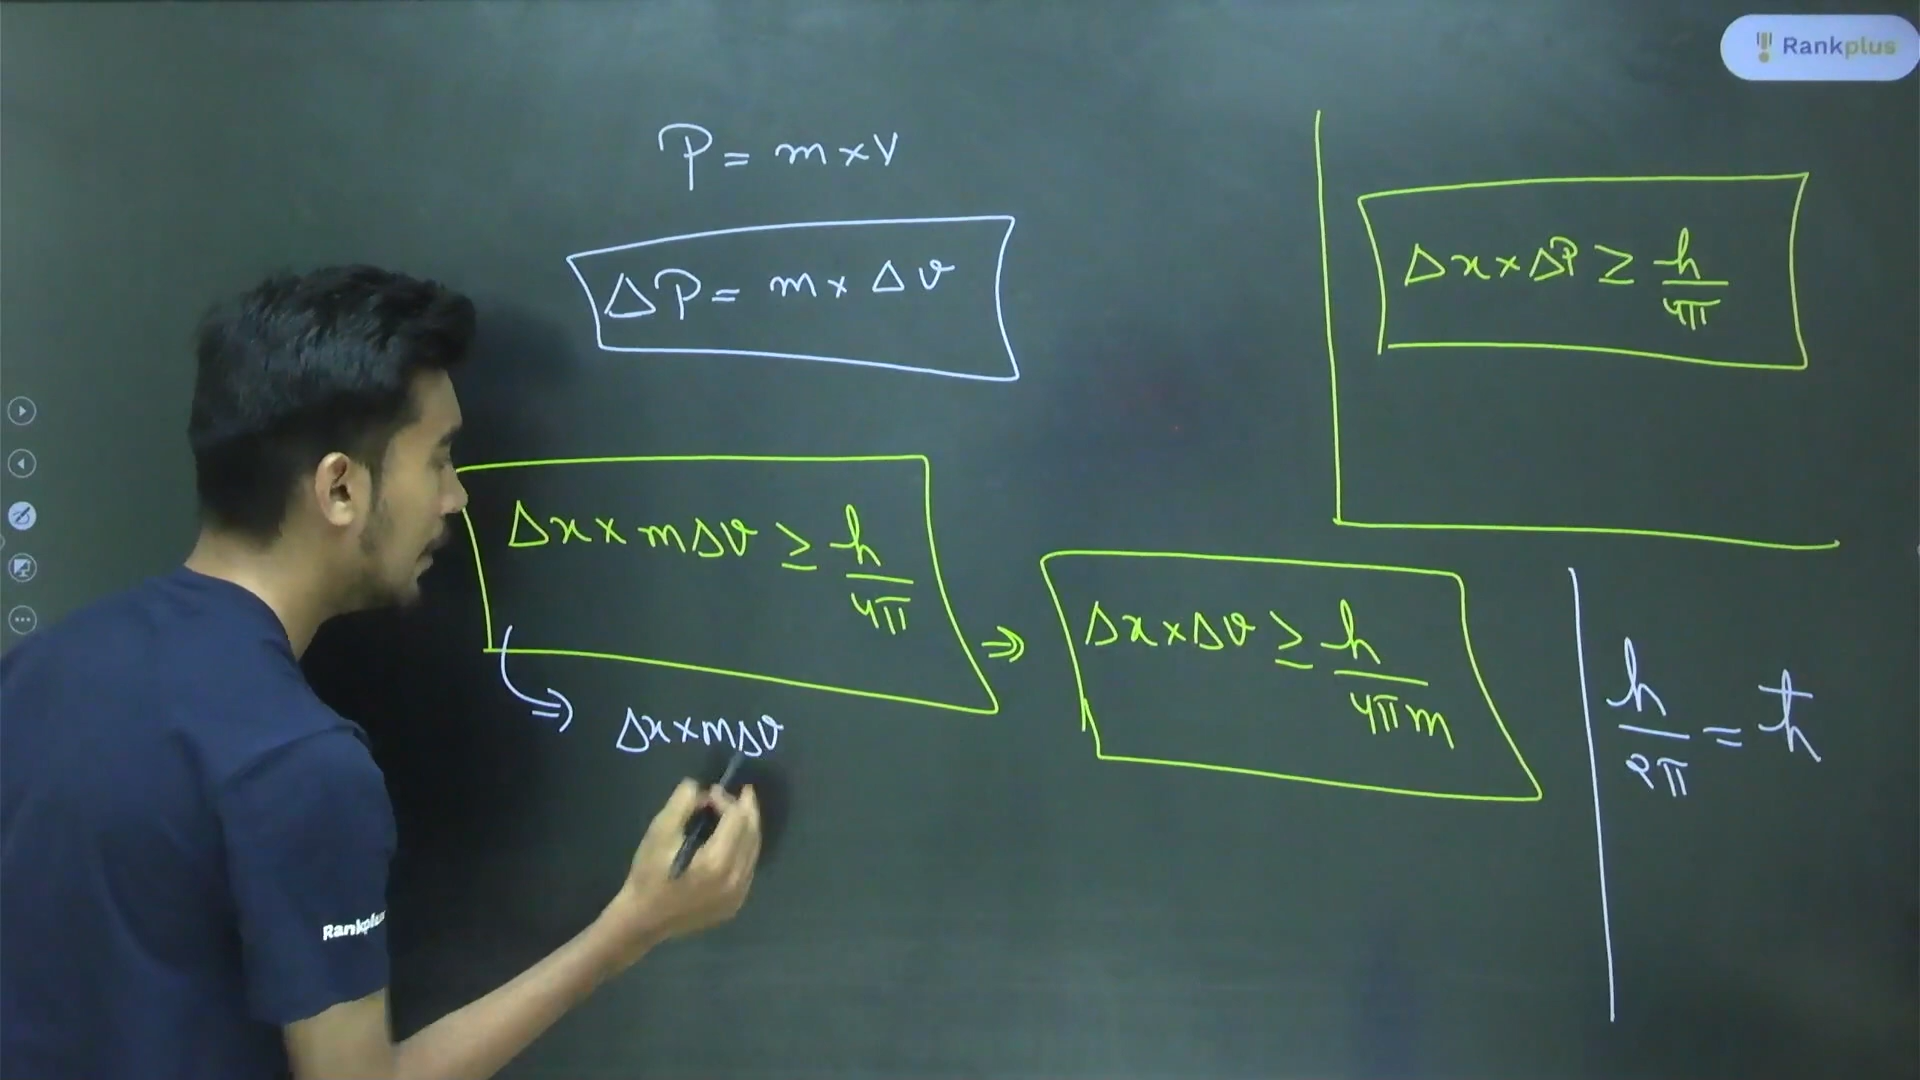 Rankplus
P = m×v
ΔP = m×Δv
Δx×ΔP ≥ h/4π
Δx×mΔv ≥ h/4π
⇒ Δx×Δv ≥ h/4πm
h/2π = ħ
⇒ Δx×mΔv
Rankplus